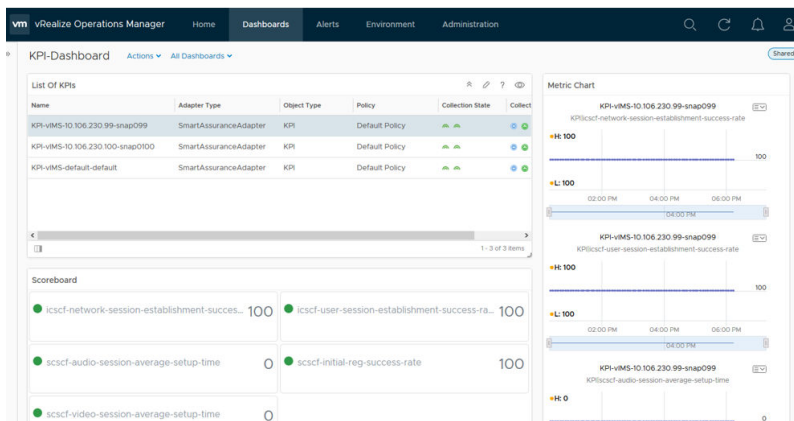 vm vRealize Operations Manager Home Dashboards Alerts Environment Administration
KPI-Dashboard Actions All Dashboards Shared
List Of KPIs
Name Adapter Type Object Type Policy Collection State Collect
KPI-vIMS-10.106.230.99-snap099 SmartAssuranceAdapter KPI Default Policy
KPI-vIMS-10.106.230.100-snap0100 SmartAssuranceAdapter KPI Default Policy
KPI-vIMS-default-default SmartAssuranceAdapter KPI Default Policy
1 - 3 of 3 items
Scoreboard
icscf-network-session-establishment-succes... 100
icscf-user-session-establishment-success-ra... 100
scscf-audio-session-average-setup-time 0
scscf-initial-reg-success-rate 100
scscf-video-session-average-setup-time 0
Metric Chart
KPI-vIMS-10.106.230.99-snap099
KPI|icscf-network-session-establishment-success-rate
H: 100
100
L: 100
02:00 PM 04:00 PM 06:00 PM
04:00 PM
KPI-vIMS-10.106.230.99-snap099
KPI|icscf-user-session-establishment-success-rate
H: 100
100
L: 100
02:00 PM 04:00 PM 06:00 PM
04:00 PM
KPI-vIMS-10.106.230.99-snap099
KPI|scscf-audio-session-average-setup-time
H: 0
0